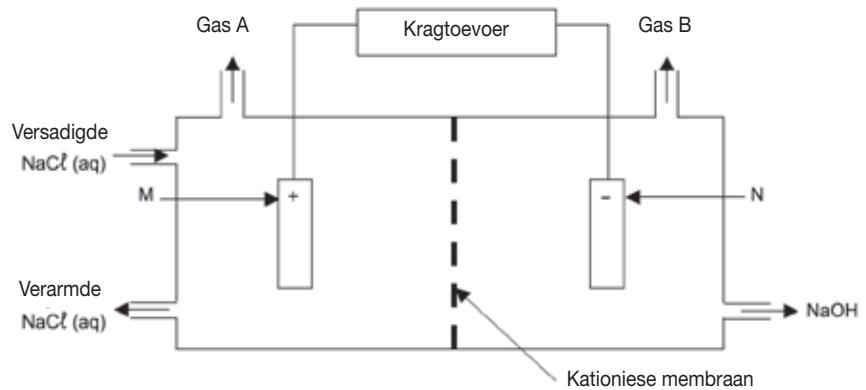 Gas A
Kragtoevoer
Gas B
Versadigde
NaCℓ (aq)
M
+
–
N
Verarmde
NaCℓ (aq)
NaOH
Kationiese membraan